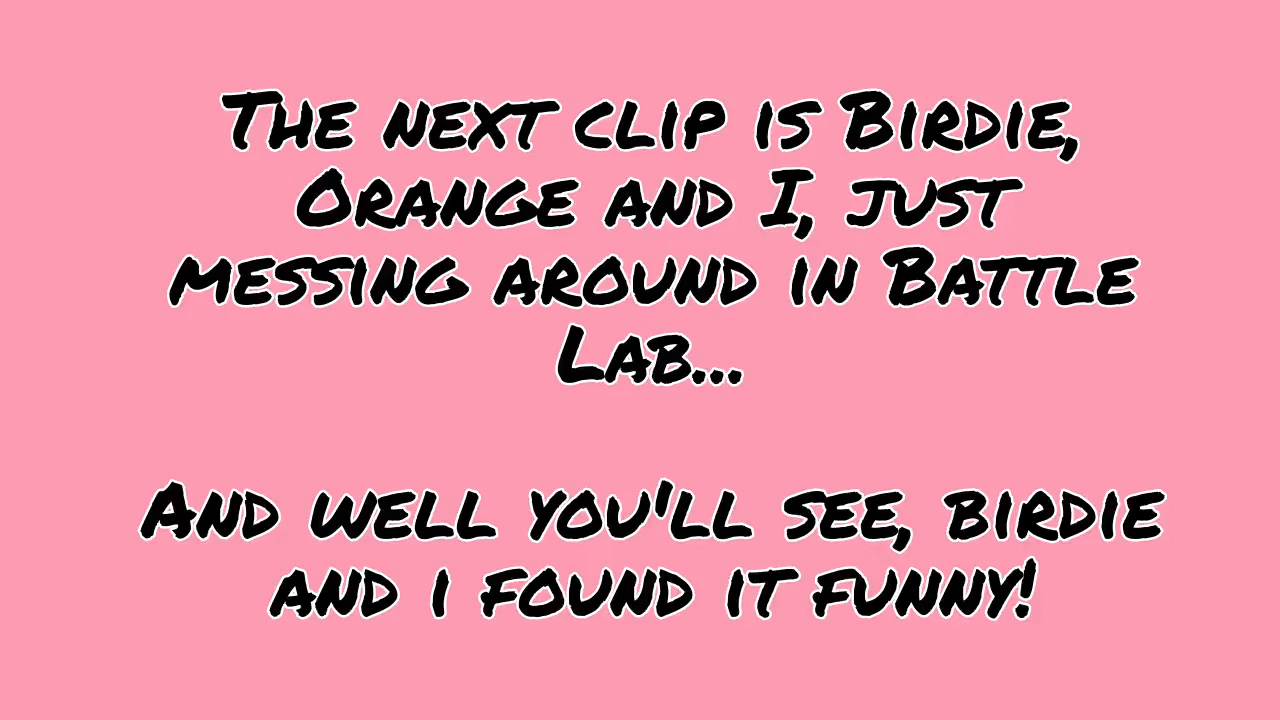 The next clip is Birdie,
Orange and I, just
messing around in Battle
Lab...
And well you'll see, birdie
and i found it funny!